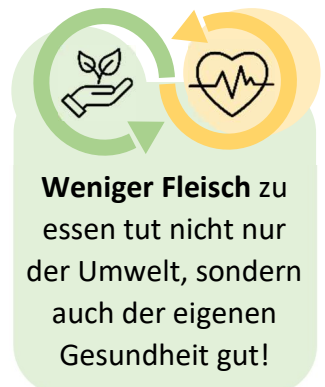 Weniger Fleisch zu
essen tut nicht nur
der Umwelt, sondern
auch der eigenen
Gesundheit gut!